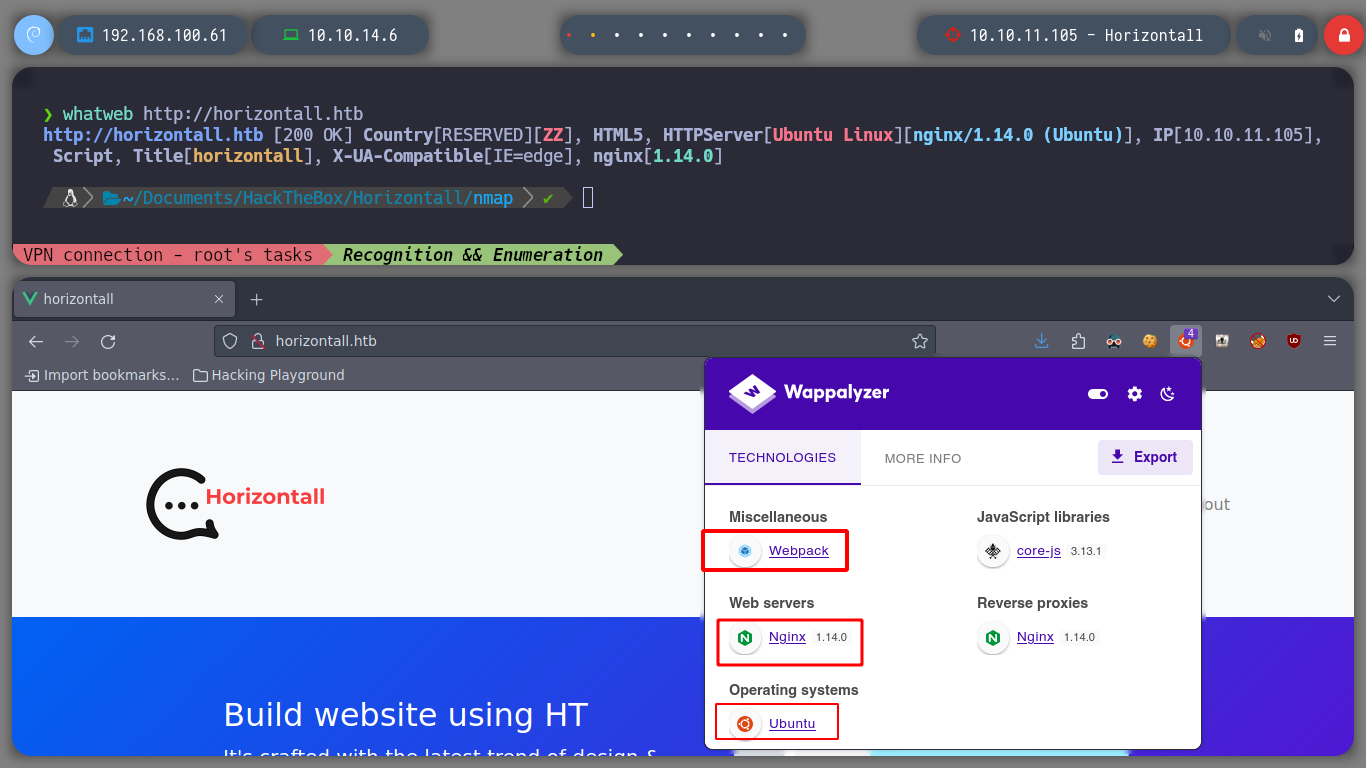 192.168.100.61
10.10.14.6
10.10.11.105 - Horizontall
❯ whatweb http://horizontall.htb
http://horizontall.htb [200 OK] Country[RESERVED][ZZ], HTML5, HTTPServer[Ubuntu Linux][nginx/1.14.0 (Ubuntu)], IP[10.10.11.105],
Script, Title[horizontall], X-UA-Compatible[IE=edge], nginx[1.14.0]
~/Documents/HackTheBox/Horizontall/nmap ✔
VPN connection - root's tasks
Recognition && Enumeration
horizontall
horizontall.htb
4
Import bookmarks...
Hacking Playground
Wappalyzer
TECHNOLOGIES
MORE INFO
Export
Horizontall
out
Miscellaneous
JavaScript libraries
Webpack
core-js 3.13.1
Web servers
Reverse proxies
Nginx 1.14.0
Nginx 1.14.0
Operating systems
Ubuntu
Build website using HT
It's crafted with the latest trend of design &